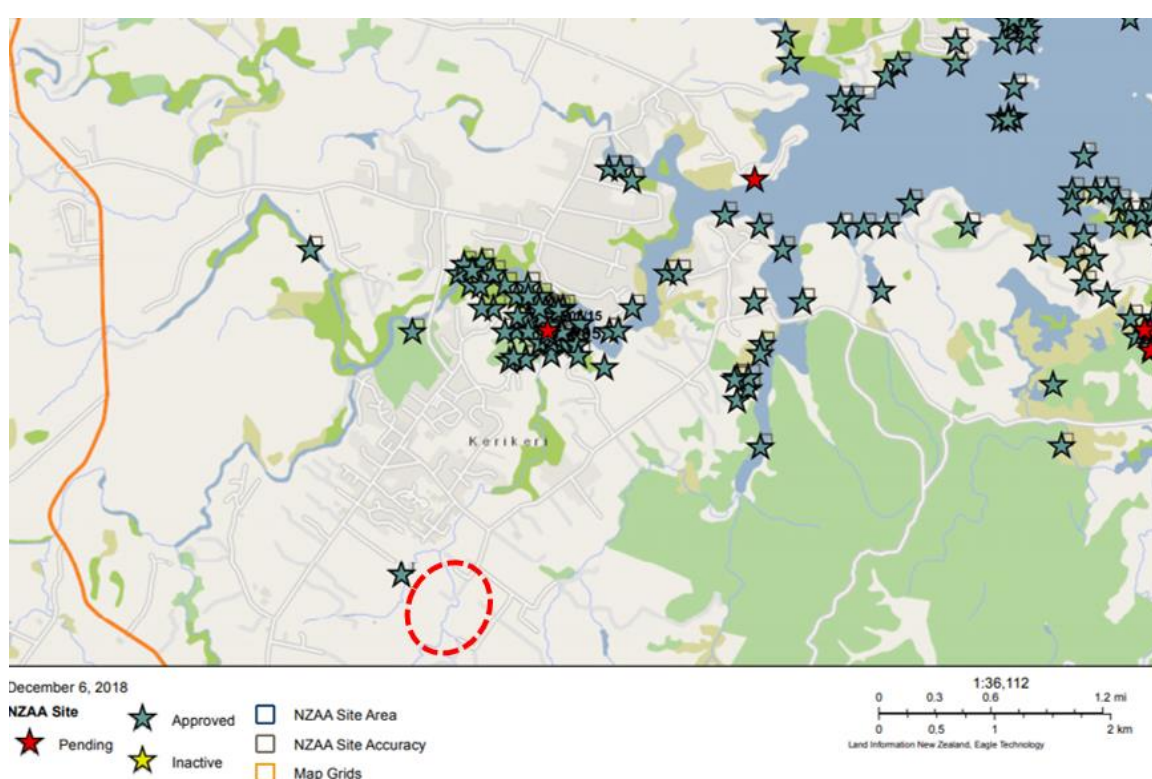 Kerikeri
December 6, 2018
NZAA Site
Pending
Approved
Inactive
NZAA Site Area
NZAA Site Accuracy
Map Grids
1:36,112
0 0.3 0.6 1.2 mi
0 0.5 1 2 km
Land Information New Zealand, Eagle Technology